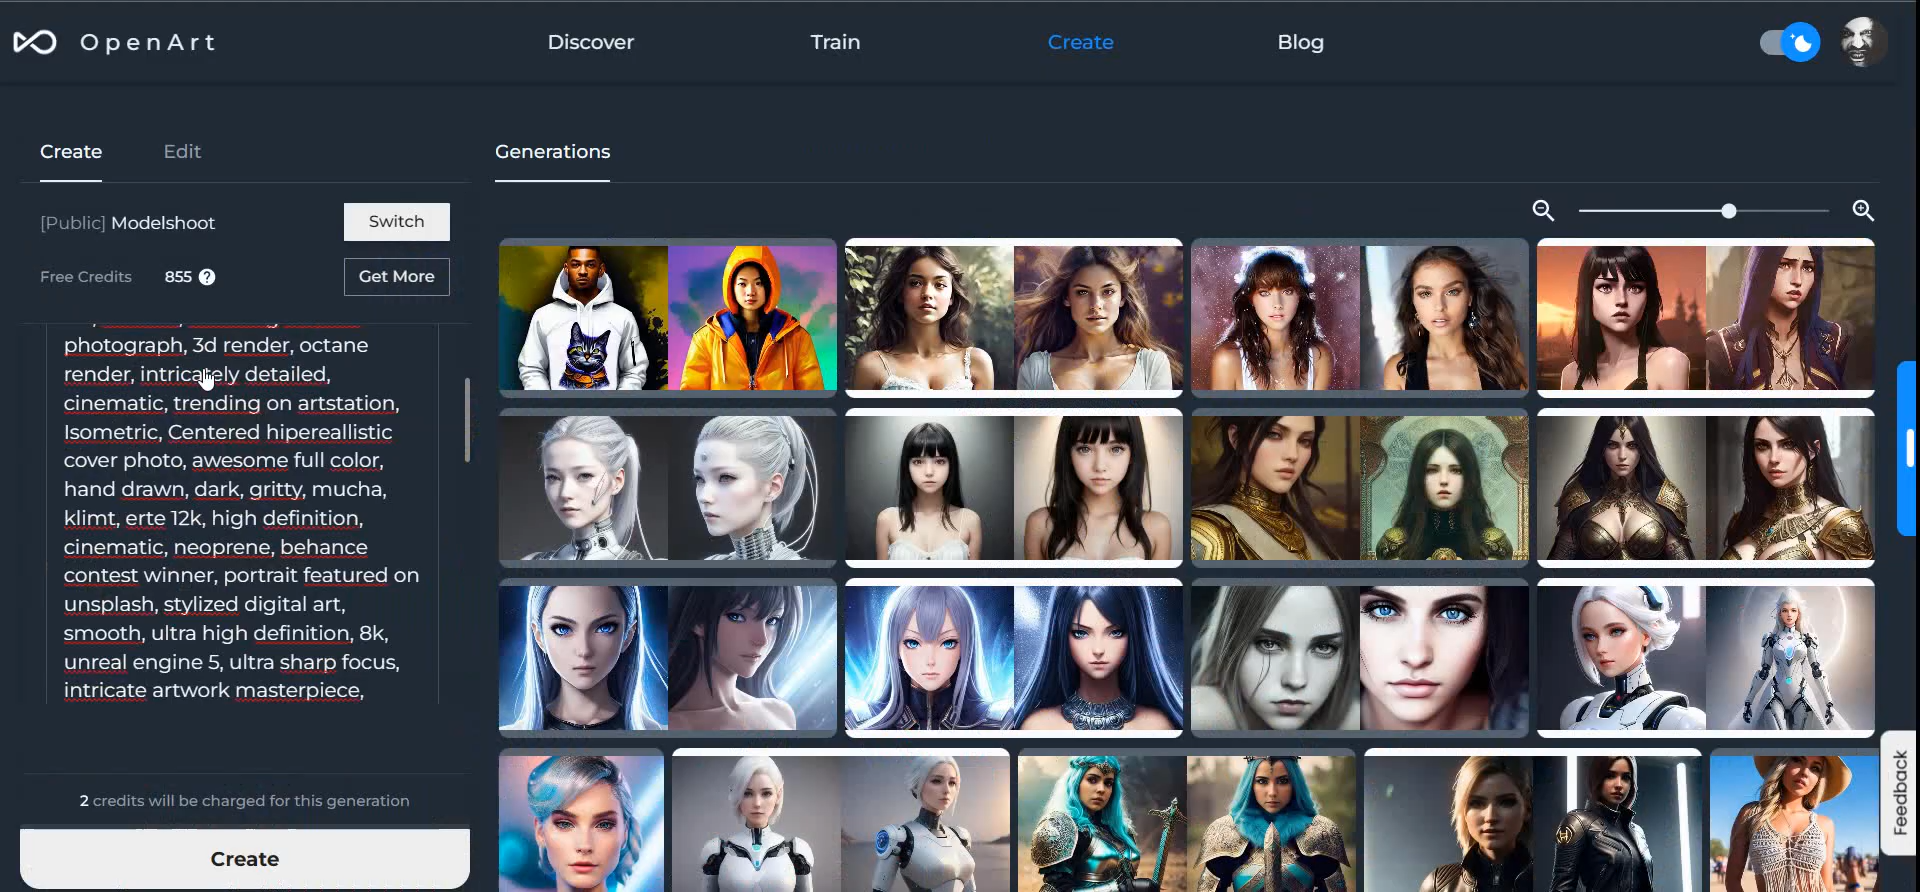 OpenArt
Discover
Train
Create
Blog
Create
Edit
Generations
[Public] Modelshoot
Switch
Free Credits 855 ?
Get More
photograph, 3d render, octane
render, intricately detailed,
cinematic, trending on artstation,
Isometric, Centered hipereallistic
cover photo, awesome full color,
hand drawn, dark, gritty, mucha,
klimt, erte 12k, high definition,
cinematic, neoprene, behance
contest winner, portrait featured on
unsplash, stylized digital art,
smooth, ultra high definition, 8k,
unreal engine 5, ultra sharp focus,
intricate artwork masterpiece,
2 credits will be charged for this generation
Create
Feedback